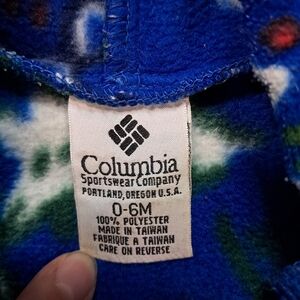 Columbia
Sportswear Company
PORTLAND, OREGON U.S.A.
0-6M
100% POLYESTER
MADE IN TAIWAN
FABRIQUE A TAIWAN
CARE ON REVERSE